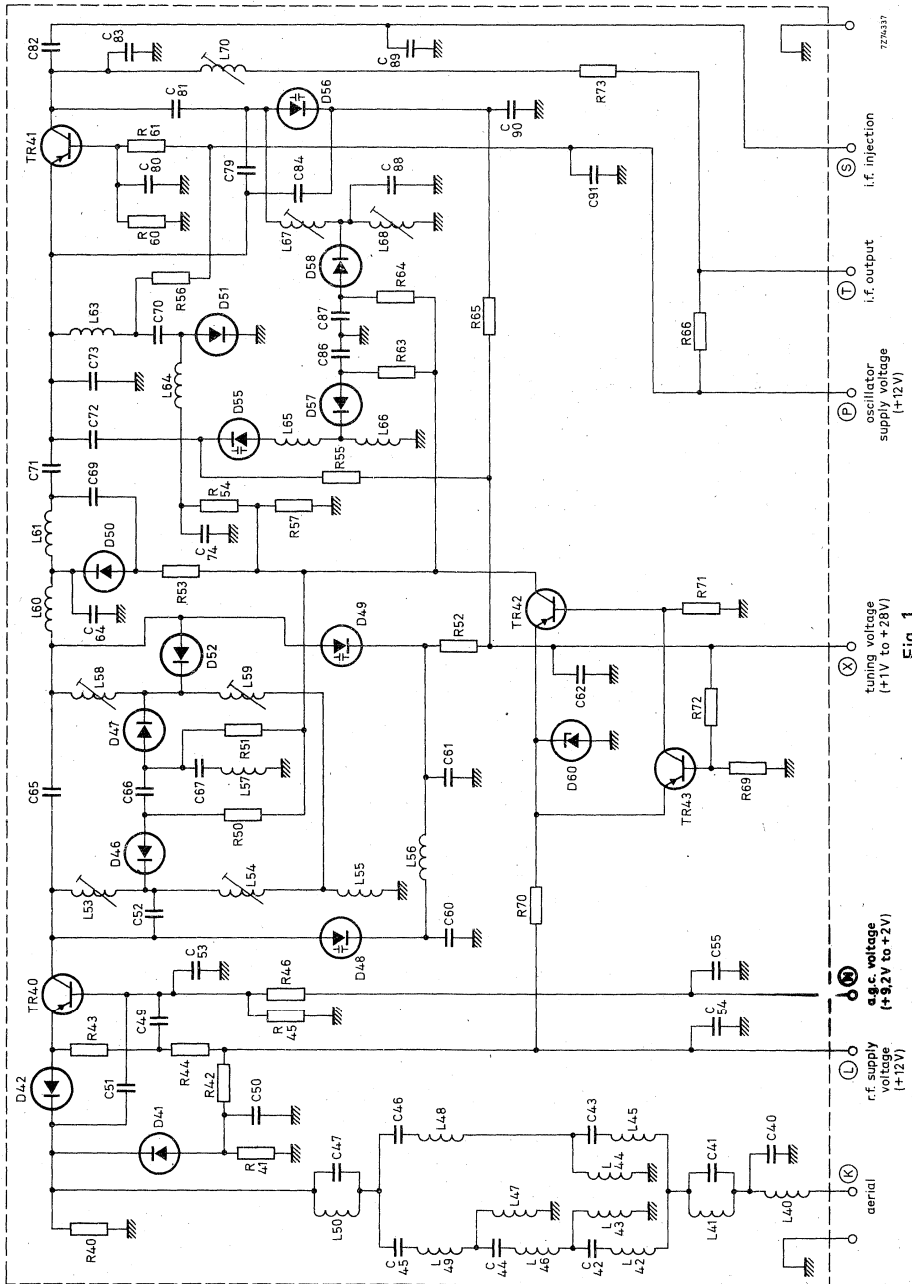 R40
D41
R
41
C50
R42
C51
D42
R43
R44
C49
TR40
C
53
R
45
R46
C
54
C55
L50
C47
C
45
L
49
C
44
L
46
C
42
L
42
L47
L
43
C46
L48
L
44
C43
L45
L41
C41
L40
C40
L53
C52
L54
L55
D48
C60
L56
C61
D46
R50
C66
C67
L57
R51
D47
L58
L59
D52
C65
D49
R52
L60
C
64
D50
R53
L61
C69
C71
C72
C73
L63
R56
C70
D51
L64
C
74
R
54
R57
D55
L65
L66
R55
D57
C86
R63
C87
D58
R64
L67
L68
C
88
R65
TR41
R
60
C
80
R
61
C79
C84
C
81
D56
C
90
C91
C82
C
83
L70
C
89
R73
R66
R70
D60
TR42
TR43
R69
R72
R71
C62
K
aerial
L
r.f. supply
voltage
(+12V)
M
a.g.c. voltage
(+9,2V to +2V)
X
tuning voltage
(+1V to +28V)
P
oscillator
supply voltage
(+12V)
T
i.f. output
S
i.f. injection
7Z74337
Fig. 1